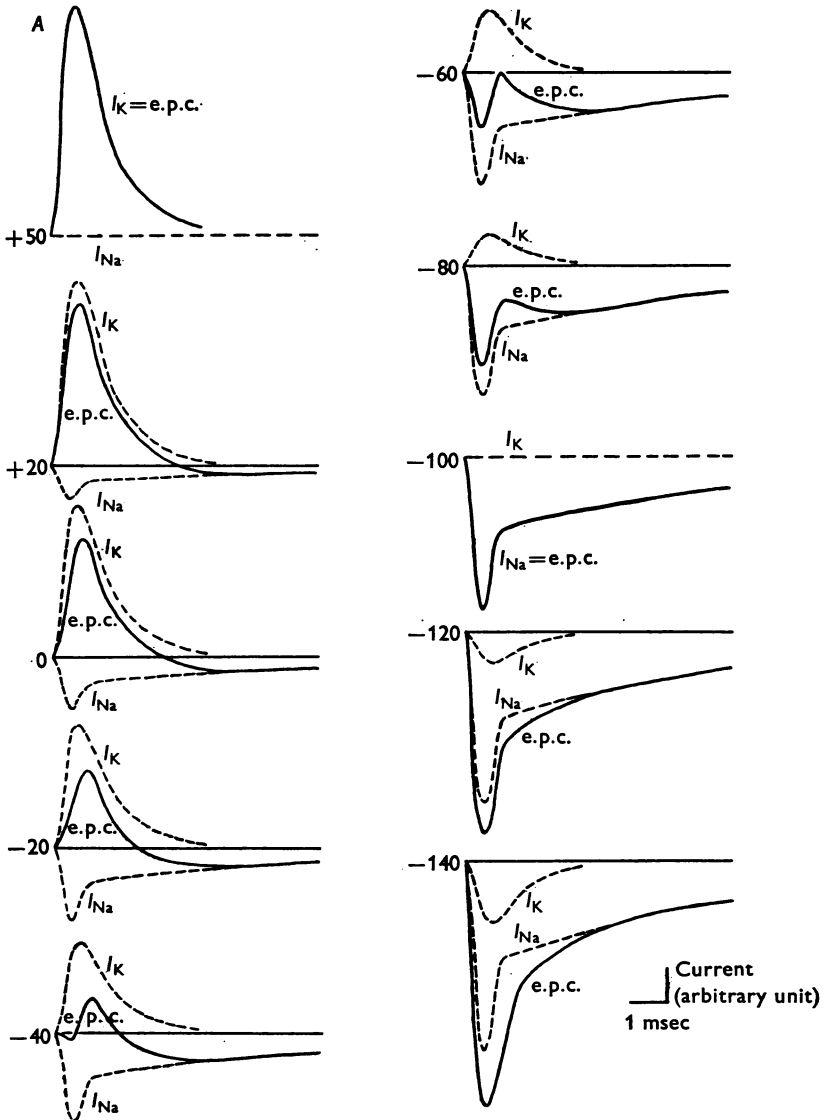 A
I_K = e.p.c.
+50
I_Na
I_K
e.p.c.
+20
I_Na
I_K
e.p.c.
0
I_Na
I_K
e.p.c.
−20
I_Na
I_K
e.p.c.
−40
I_Na
I_K
−60
e.p.c.
I_Na
I_K
−80
e.p.c.
I_Na
I_K
−100
I_Na = e.p.c.
−120
I_K
I_Na
e.p.c.
−140
I_K
I_Na
e.p.c.
Current
(arbitrary unit)
1 msec